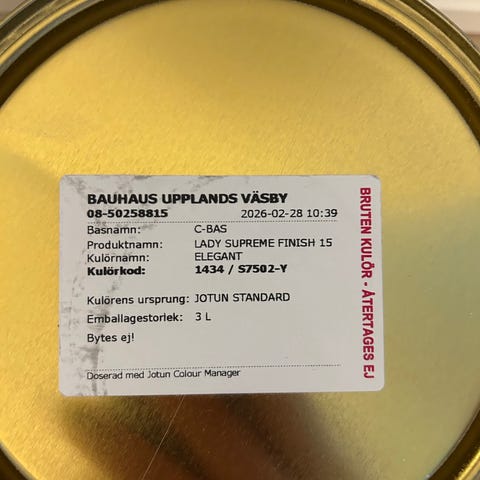 BAUHAUS UPPLANDS VÄSBY
08-50258815 2026-02-28 10:39
Basnamn: C-BAS
Produktnamn: LADY SUPREME FINISH 15
Kulörnamn: ELEGANT
Kulörkod: 1434 / S7502-Y
Kulörens ursprung: JOTUN STANDARD
Emballagestorlek: 3 L
Bytes ej!
Doserad med Jotun Colour Manager
BRUTEN KULÖR - ÅTERTAGES EJ